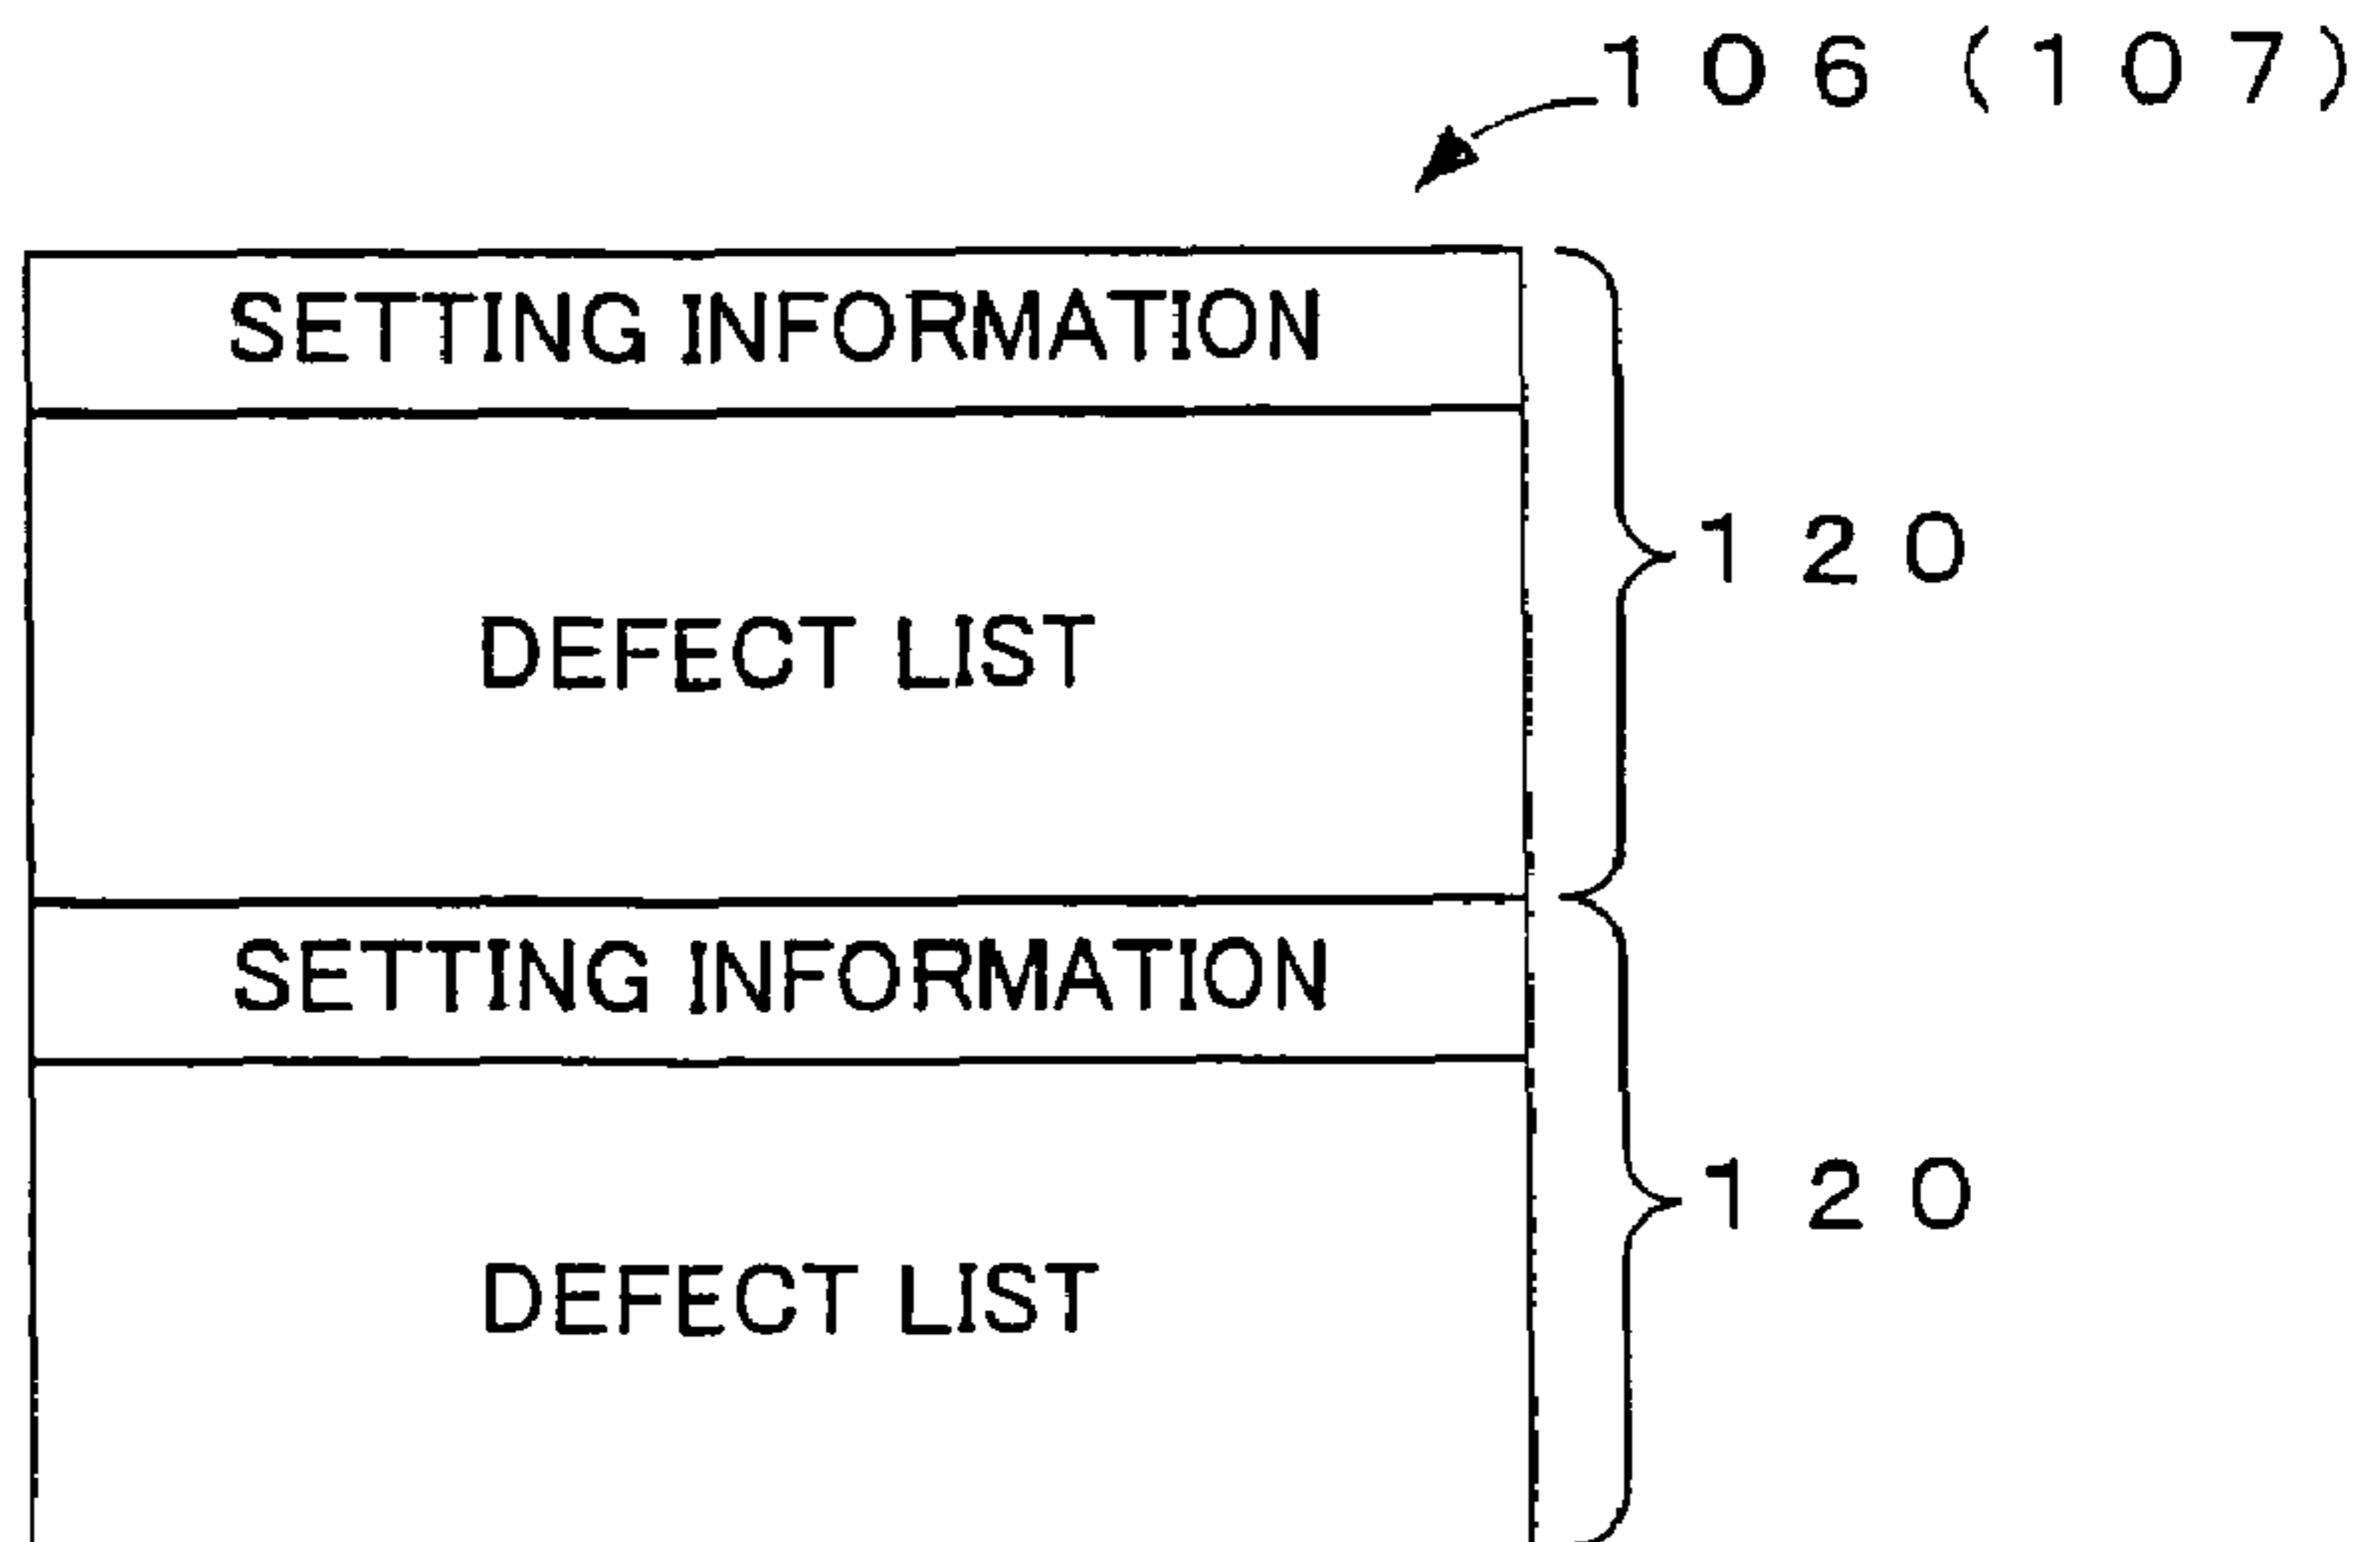 106(107)
SETTING INFORMATION
DEFECT LIST
120
SETTING INFORMATION
DEFECT LIST
120